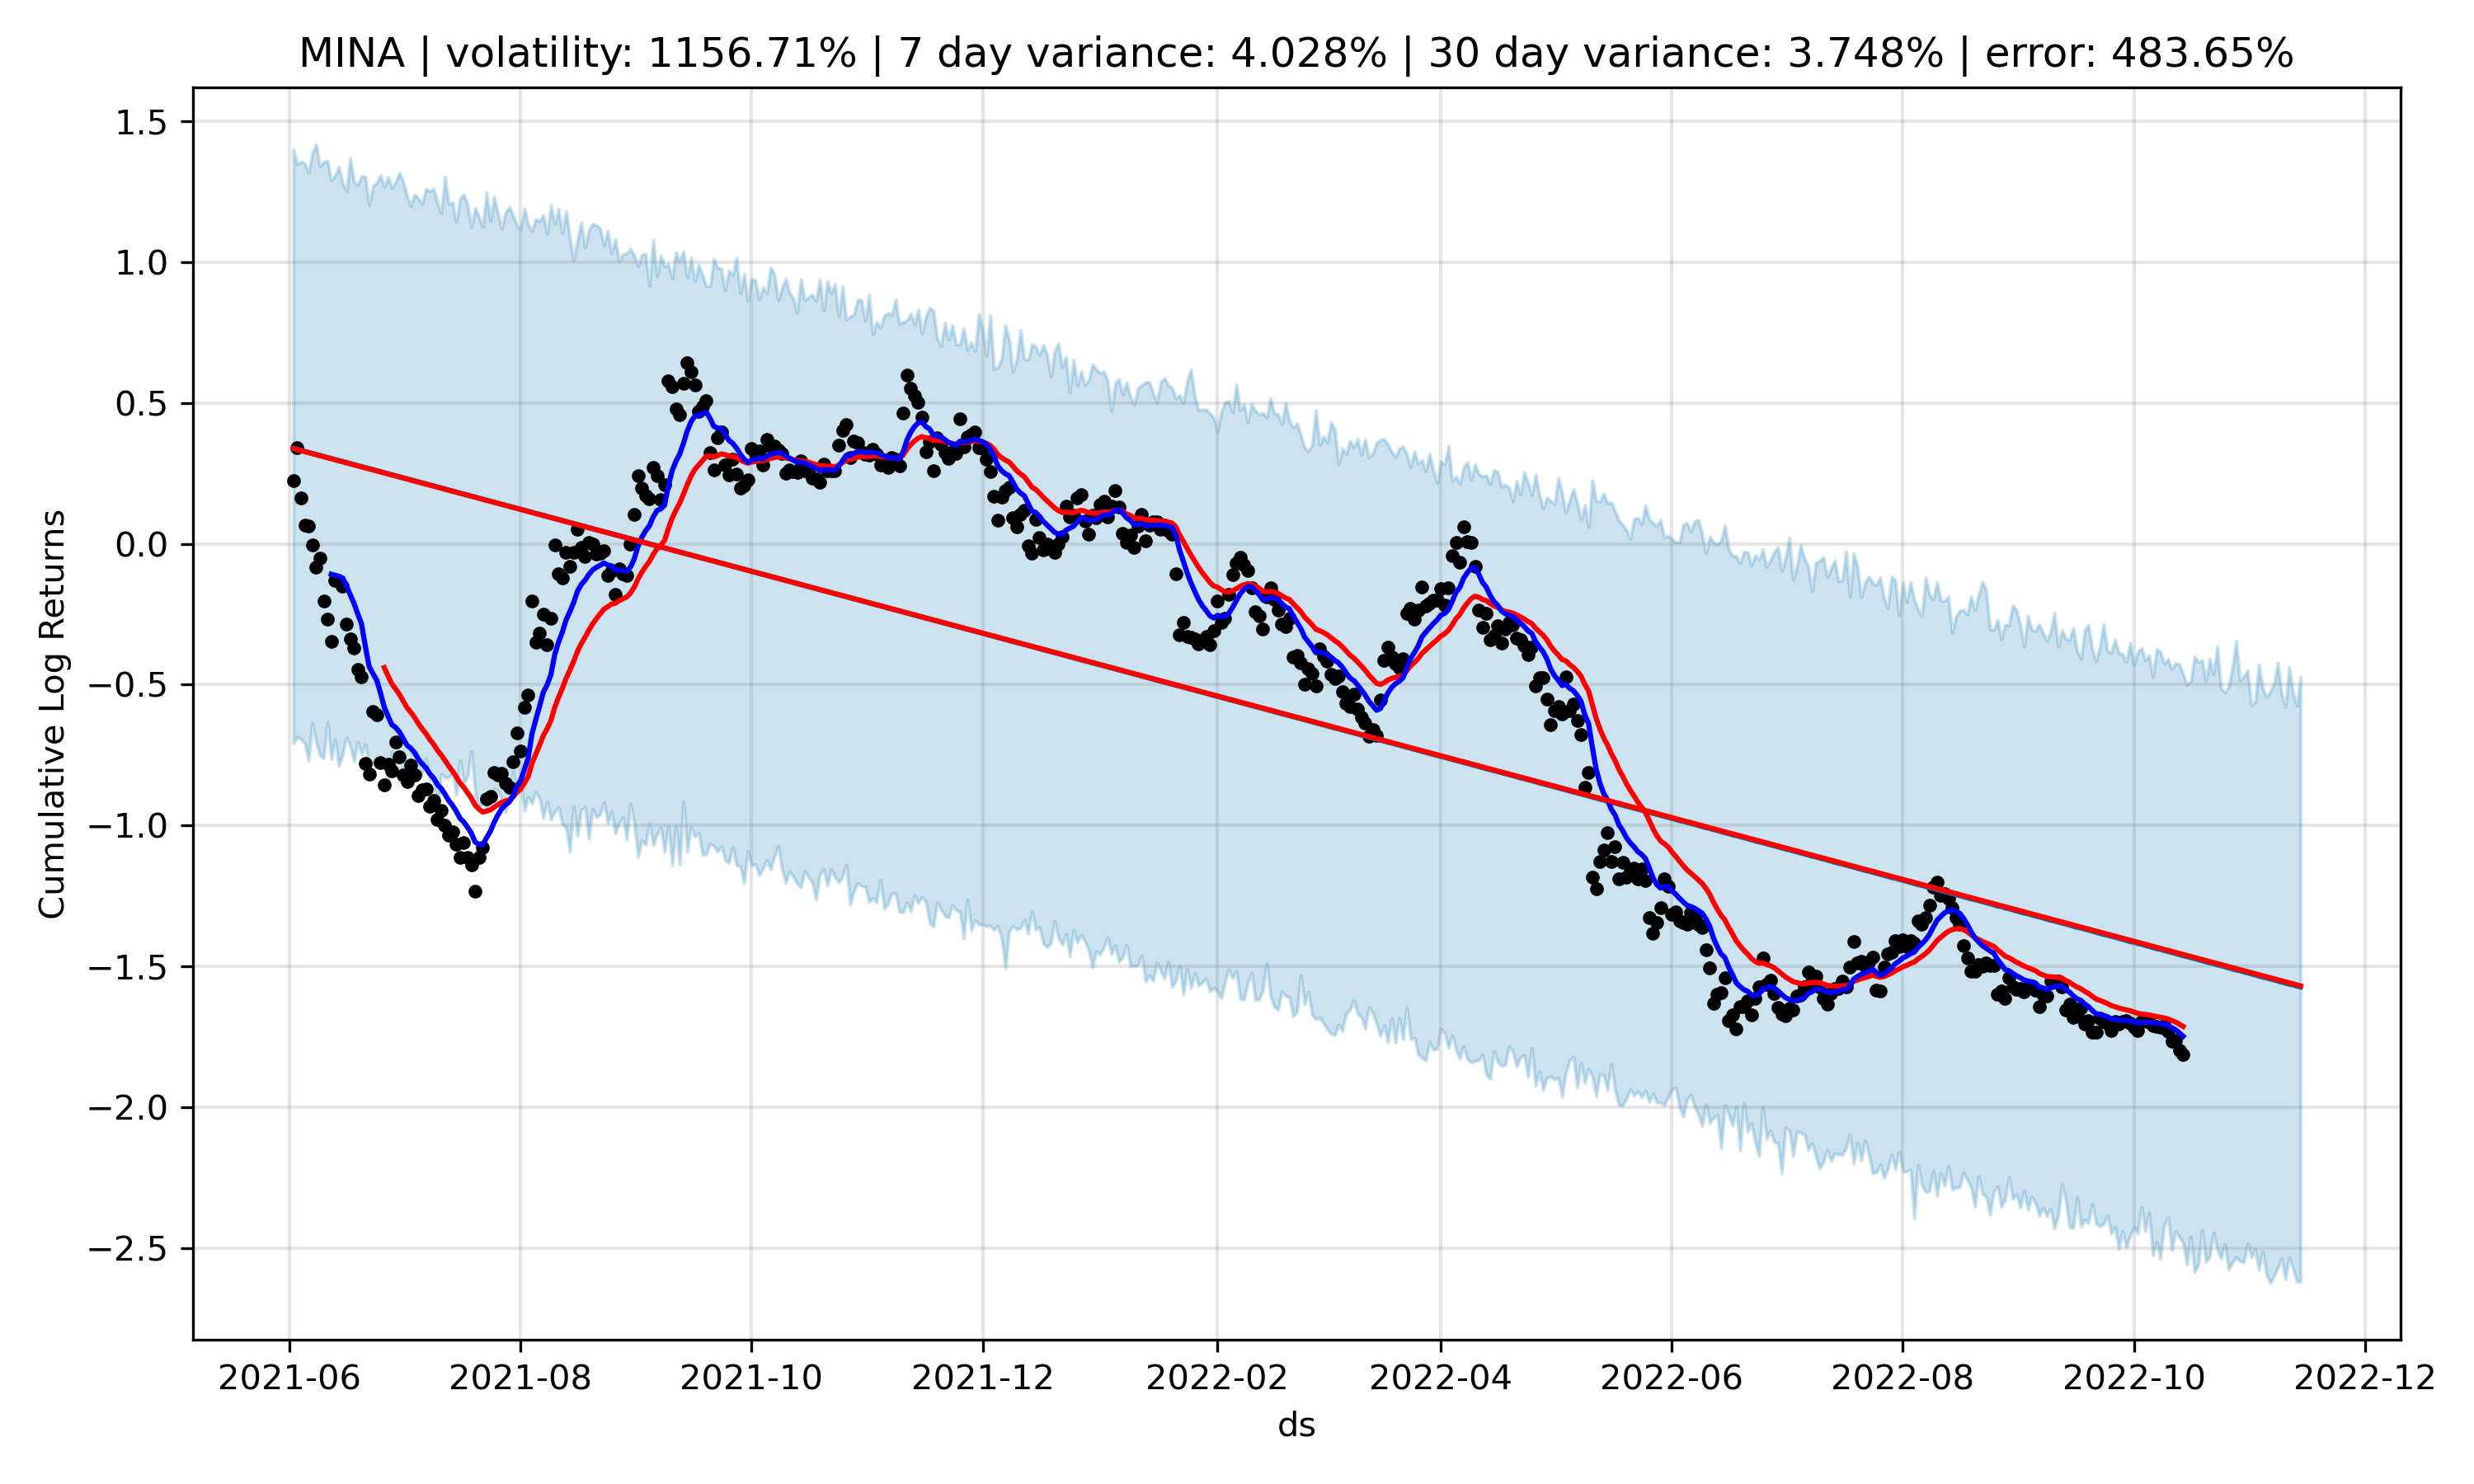 MINA | volatility: 1156.71% | 7 day variance: 4.028% | 30 day variance: 3.748% | error: 483.65%
1.5
1.0
0.5
0.0
−0.5
−1.0
−1.5
−2.0
−2.5
Cumulative Log Returns
2021-06 2021-08 2021-10 2021-12 2022-02 2022-04 2022-06 2022-08 2022-10 2022-12
ds